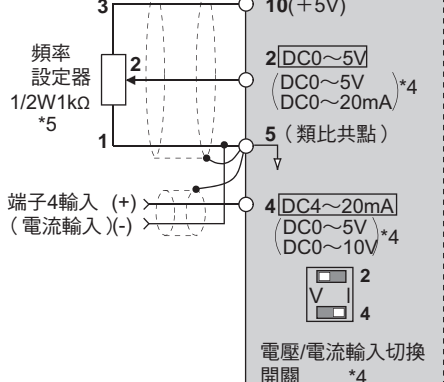 3
10(＋5V)
頻率
設定器
1/2W1kΩ
*5
2
1
2 DC0～5V
(DC0～5V
DC0～20mA)*4
5（類比共點）
端子4輸入 (+)
（電流輸入)(-)
4 DC4～20mA
(DC0～5V
DC0～10V)*4
2
V I
4
電壓/電流輸入切換
開關 *4